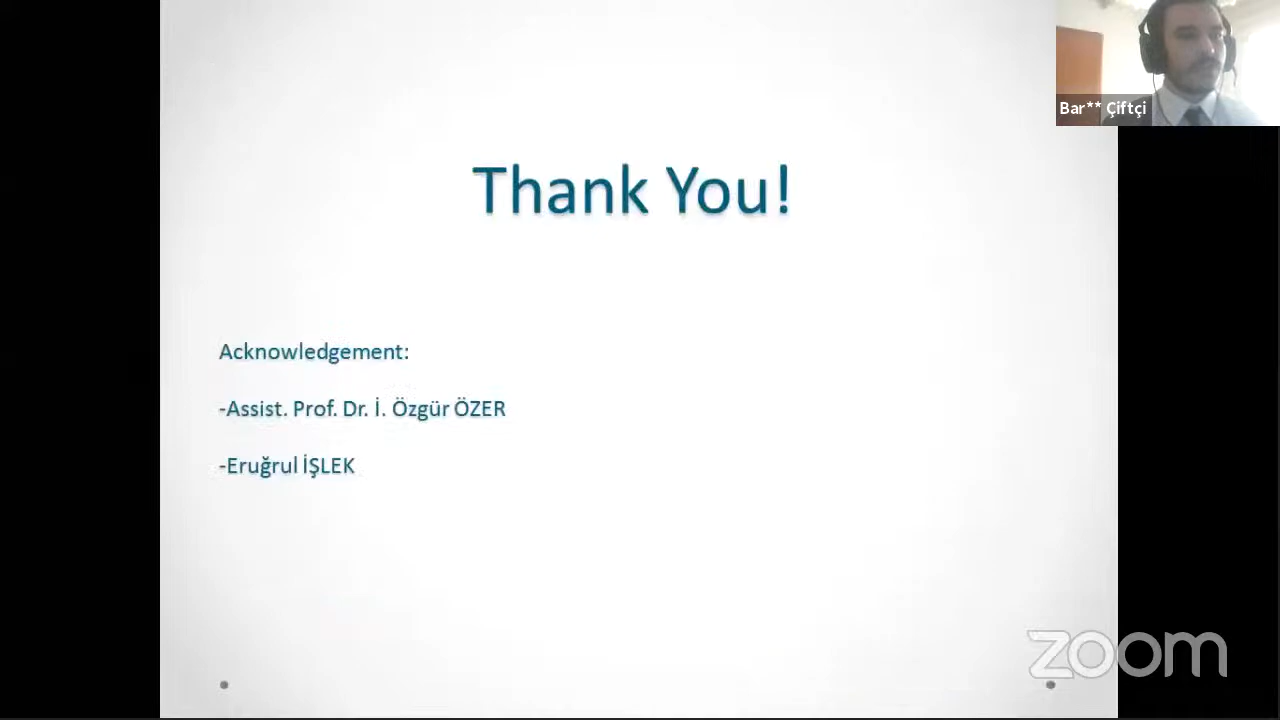 Bar** Çiftçi
Thank You!
Acknowledgement:
-Assist. Prof. Dr. İ. Özgür ÖZER
-Eruğrul İŞLEK
zoom